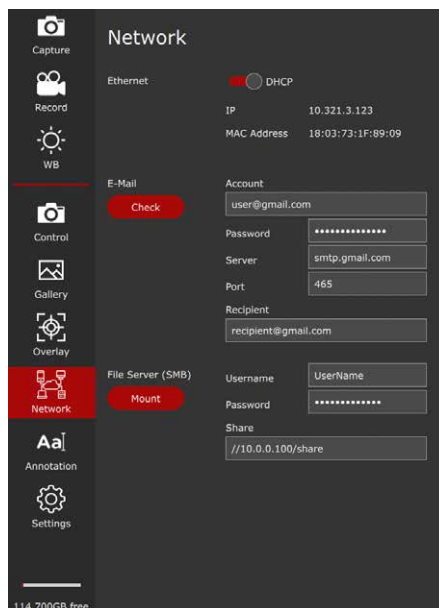 Capture
Record
WB
Control
Gallery
Overlay
Network
Aa
Annotation
Settings
114.700GB free
Network
Ethernet
DHCP
IP 10.321.3.123
MAC Address 18:03:73:1F:89:09
E-Mail
Check
Account
user@gmail.com
Password •••••••••••••
Server smtp.gmail.com
Port 465
Recipient
recipient@gmail.com
File Server (SMB)
Mount
Username UserName
Password •••••••••••••
Share
//10.0.0.100/share